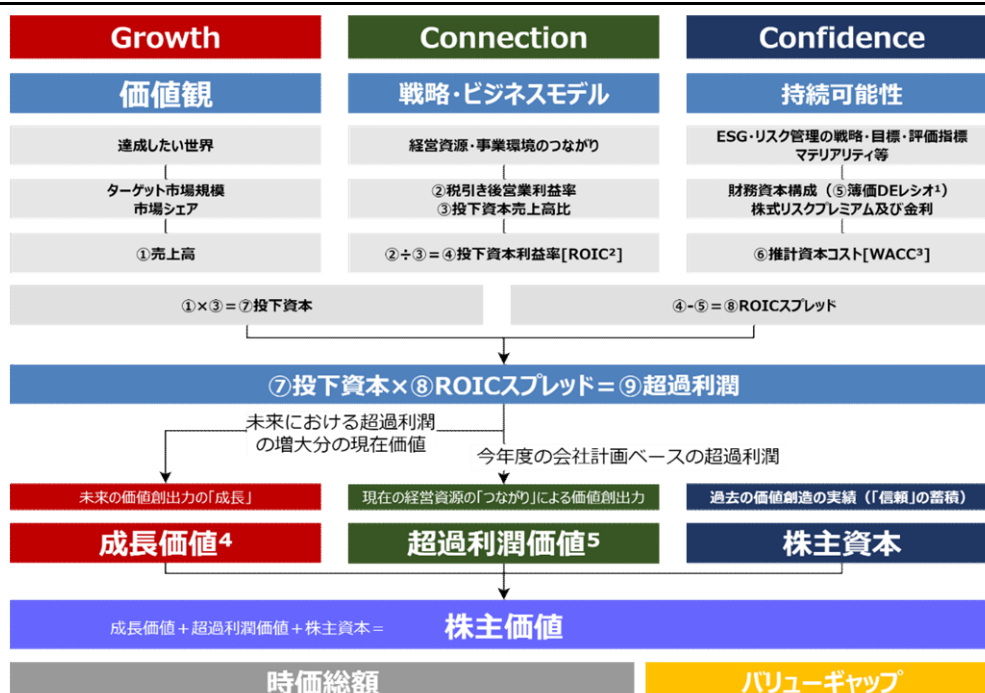 Growth
Connection
Confidence
価値観
戦略・ビジネスモデル
持続可能性
達成したい世界
経営資源・事業環境のつながり
ESG・リスク管理の戦略・目標・評価指標
マテリアリティ等
ターゲット市場規模
市場シェア
②税引き後営業利益率
③投下資本売上高比
財務資本構成（⑤簿価DEレシオ¹）
株式リスクプレミアム及び金利
①売上高
②÷③＝④投下資本利益率[ROIC²]
⑥推計資本コスト[WACC³]
①×③＝⑦投下資本
④-⑤＝⑧ROICスプレッド
⑦投下資本×⑧ROICスプレッド＝⑨超過利潤
未来における超過利潤
の増大分の現在価値
今年度の会社計画ベースの超過利潤
未来の価値創出力の「成長」
現在の経営資源の「つながり」による価値創出力
過去の価値創造の実績（「信頼」の蓄積）
成長価値⁴
超過利潤価値⁵
株主資本
成長価値＋超過利潤価値＋株主資本＝
株主価値
時価総額
バリューギャップ